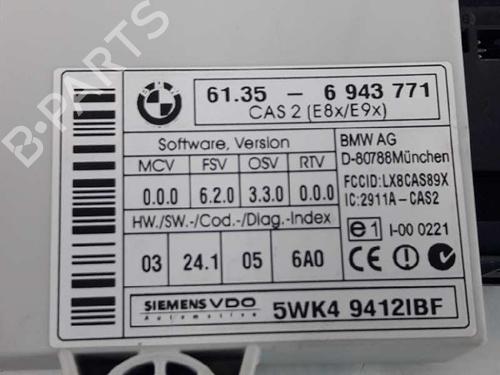 B-PARTS
BMW
61.35 - 6 943 771
CAS 2 (E8x/E9x)
Software, Version
MCV FSV OSV RTV
0.0.0 6.2.0 3.3.0 0.0.0
HW./SW.-/Cod.-/Diag.-Index
03 24.1 05 6A0
BMW AG
D-80788München
FCCID:LX8CAS89X
IC:2911A-CAS2
e1 I-00 0221
SIEMENS VDO
Automotive
5WK4 9412IBF